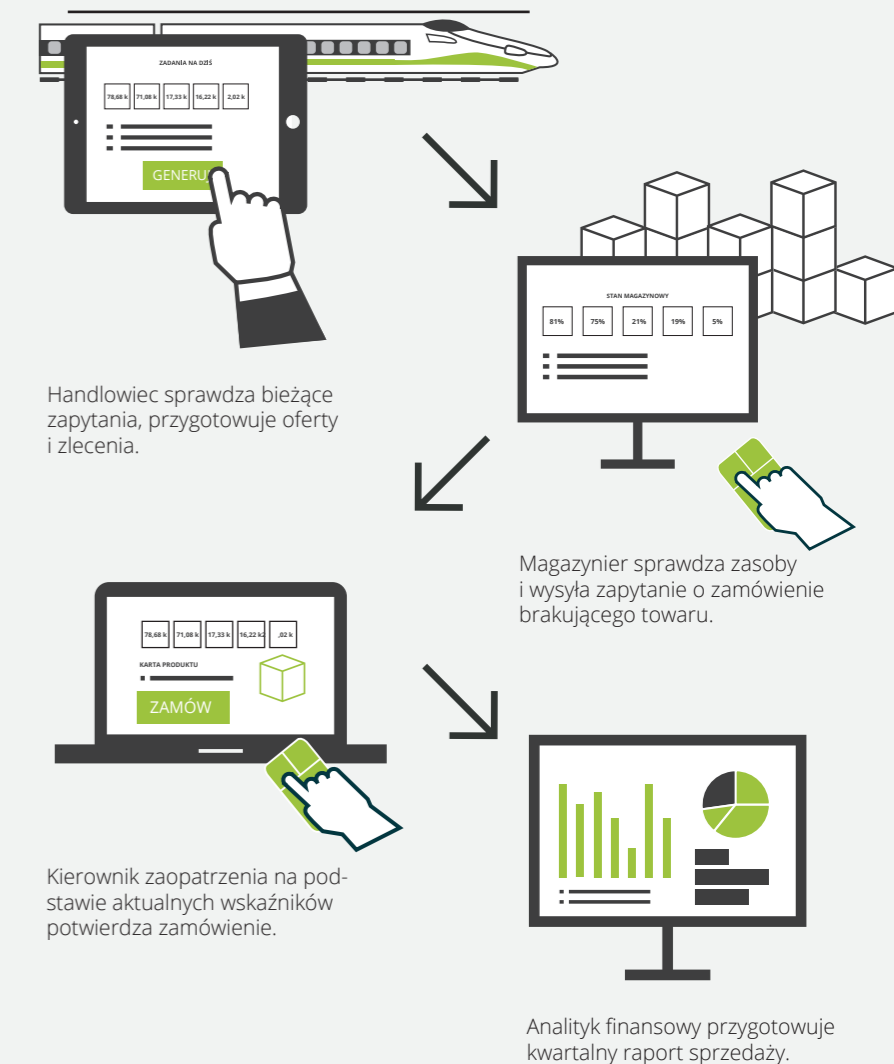 ZADANIA NA DZIŚ
78,68 k 71,08 k 17,33 k 16,22 k 2,02 k
GENERUJ
Handlowiec sprawdza bieżące
zapytania, przygotowuje oferty
i zlecenia.
STAN MAGAZYNOWY
81% 75% 21% 19% 5%
Magazynier sprawdza zasoby
i wysyła zapytanie o zamówienie
brakującego towaru.
78,68 k 71,08 k 17,33 k 16,22 k2 ,02 k
KARTA PRODUKTU
ZAMÓW
Kierownik zaopatrzenia na pod-
stawie aktualnych wskaźników
potwierdza zamówienie.
Analityk finansowy przygotowuje
kwartalny raport sprzedaży.